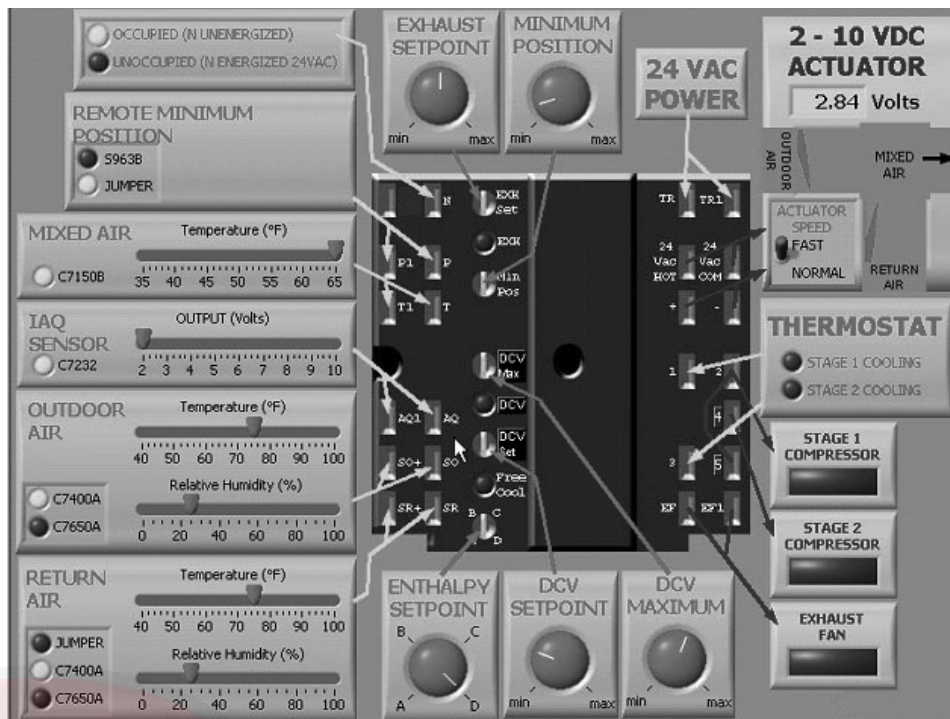 OCCUPIED (N UNENERGIZED)
UNOCCUPIED (N ENERGIZED 24VAC)
REMOTE MINIMUM
POSITION
S963B
JUMPER
MIXED AIR
Temperature (°F)
C7150B
35 40 45 50 55 60 65
IAQ
SENSOR
OUTPUT (Volts)
C7232
2 3 4 5 6 7 8 9 10
OUTDOOR
AIR
Temperature (°F)
40 50 60 70 80 90 100
C7400A
C7650A
Relative Humidity (%)
0 20 40 60 80 100
RETURN
AIR
Temperature (°F)
40 50 60 70 80 90 100
JUMPER
C7400A
C7650A
Relative Humidity (%)
0 20 40 60 80 100
EXHAUST
SETPOINT
min max
MINIMUM
POSITION
min max
24 VAC
POWER
2 - 10 VDC
ACTUATOR
2.84 Volts
OUTDOOR
AIR
MIXED
AIR
RETURN
AIR
ACTUATOR
SPEED
FAST
NORMAL
N
EXH
Set
EXH
P1 P
Min
Pos
T1 T
DCV
Max
DCV
AQ1 AQ
DCV
Set
SO+ SO
Free
Cool
SR+ SR
B C
D
TR TR1
24
Vac
HOT
24
Vac
COM
+ -
1 2
4
3 5
EF EF1
THERMOSTAT
STAGE 1 COOLING
STAGE 2 COOLING
STAGE 1
COMPRESSOR
STAGE 2
COMPRESSOR
EXHAUST
FAN
ENTHALPY
SETPOINT
B C
A D
DCV
SETPOINT
min max
DCV
MAXIMUM
min max